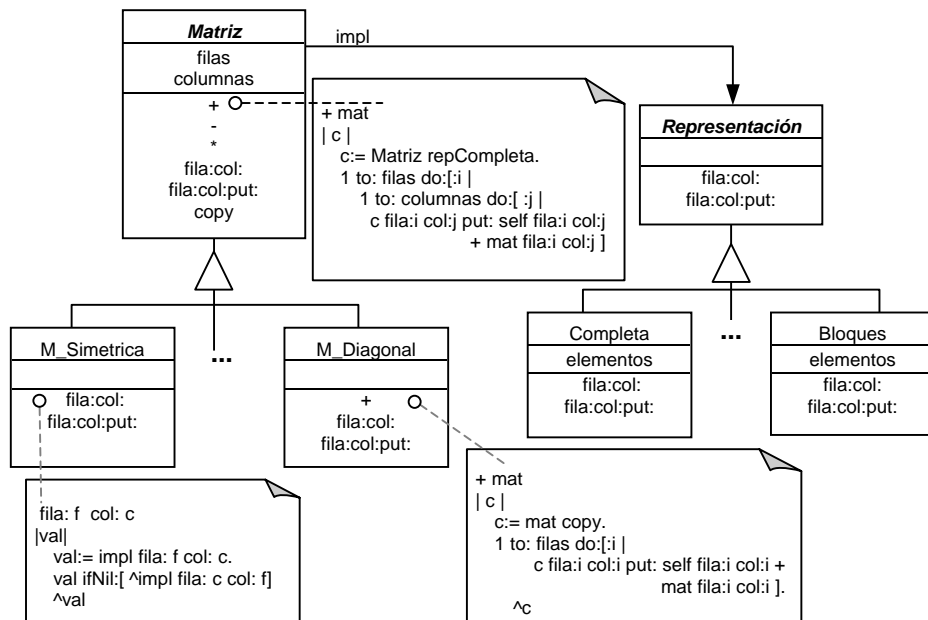 Matriz
filas
columnas
+
-
*
fila:col:
fila:col:put:
copy
impl
+ mat
| c |
c:= Matriz repCompleta.
1 to: filas do:[:i |
1 to: columnas do:[ :j |
c fila:i col:j put: self fila:i col:j
+ mat fila:i col:j ]
Representación
fila:col:
fila:col:put:
M_Simetrica
fila:col:
fila:col:put:
...
M_Diagonal
+
fila:col:
fila:col:put:
Completa
elementos
fila:col:
fila:col:put:
...
Bloques
elementos
fila:col:
fila:col:put:
fila: f col: c
|val|
val:= impl fila: f col: c.
val ifNil:[ ^impl fila: c col: f]
^val
+ mat
| c |
c:= mat copy.
1 to: filas do:[:i |
c fila:i col:i put: self fila:i col:i +
mat fila:i col:i ].
^c